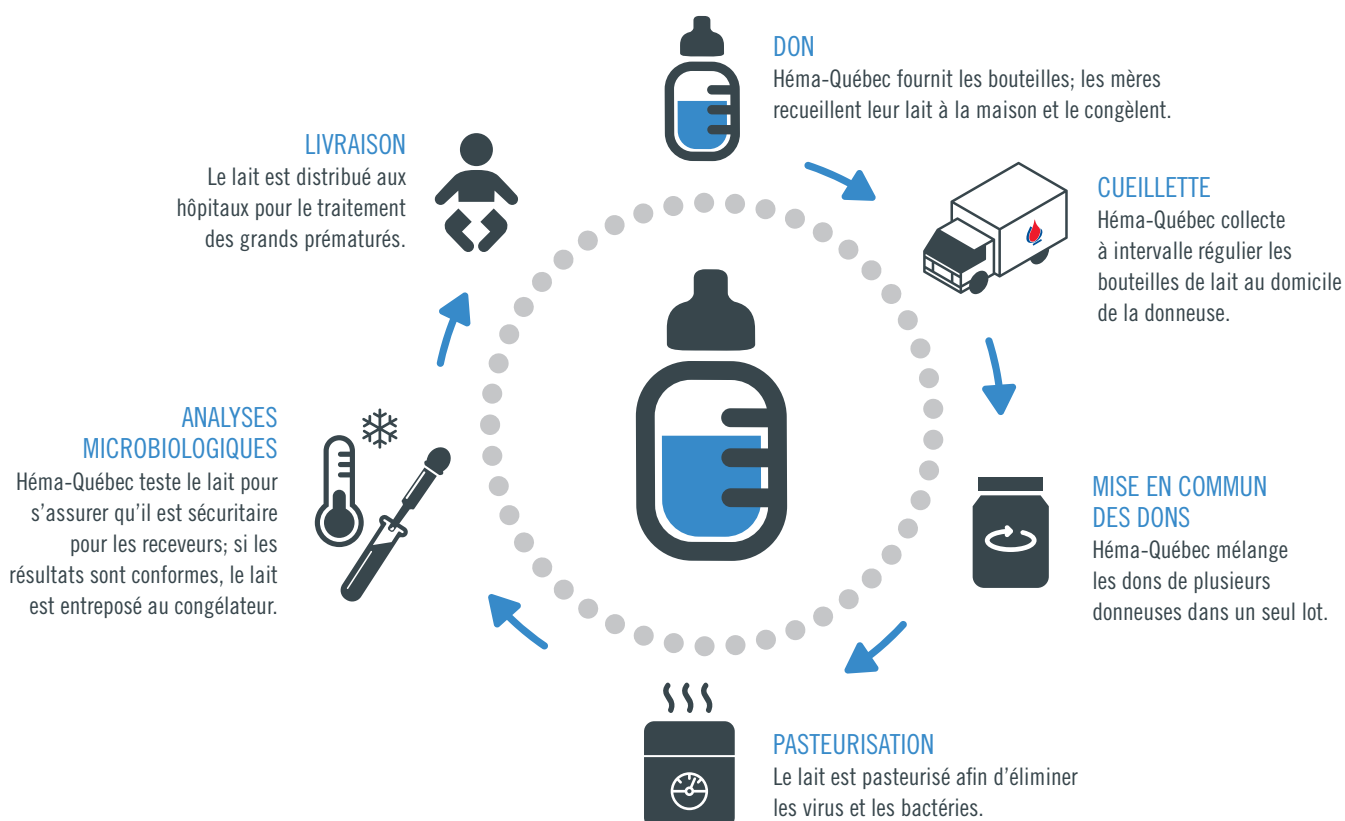 DON
Héma-Québec fournit les bouteilles; les mères
recueillent leur lait à la maison et le congèlent.
CUEILLETTE
Héma-Québec collecte
à intervalle régulier les
bouteilles de lait au domicile
de la donneuse.
MISE EN COMMUN
DES DONS
Héma-Québec mélange
les dons de plusieurs
donneuses dans un seul lot.
PASTEURISATION
Le lait est pasteurisé afin d’éliminer
les virus et les bactéries.
ANALYSES
MICROBIOLOGIQUES
Héma-Québec teste le lait pour
s’assurer qu’il est sécuritaire
pour les receveurs; si les
résultats sont conformes, le lait
est entreposé au congélateur.
LIVRAISON
Le lait est distribué aux
hôpitaux pour le traitement
des grands prématurés.